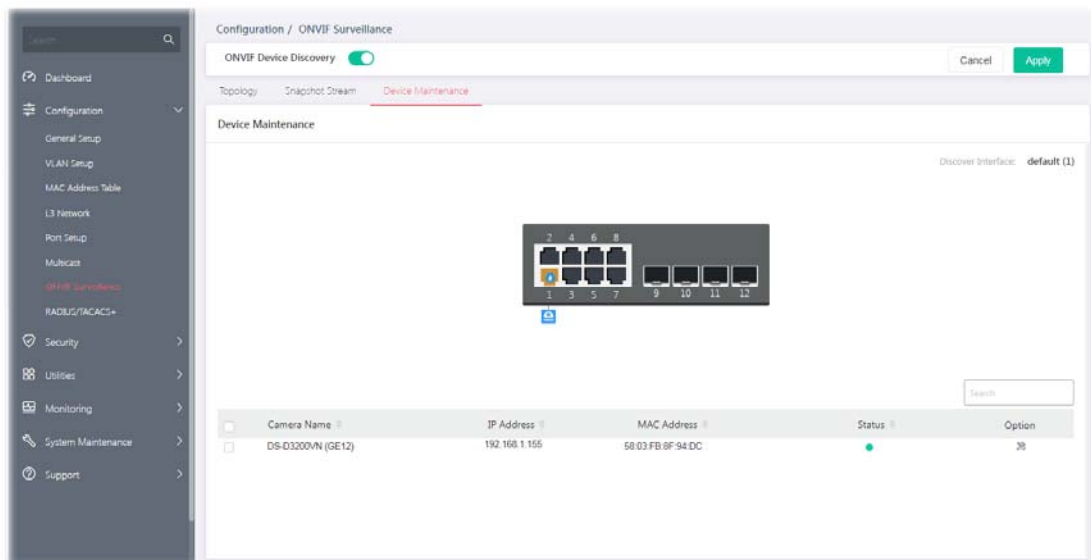 Configuration / ONVIF Surveillance
Search
ONVIF Device Discovery
Cancel
Apply
Dashboard
Topology
Snapshot Stream
Device Maintenance
Configuration
Device Maintenance
General Setup
VLAN Setup
Discover Interface: default (1)
MAC Address Table
L3 Network
Port Setup
Multicast
ONVIF Surveillance
RADIUS/TACACS+
2 4 6 8
1 3 5 7 9 10 11 12
Security
Utilities
Monitoring
System Maintenance
Support
Search
Camera Name IP Address MAC Address Status Option
DS-D3200VN (GE12) 192.168.1.155 58:03:FB:8F:94:DC